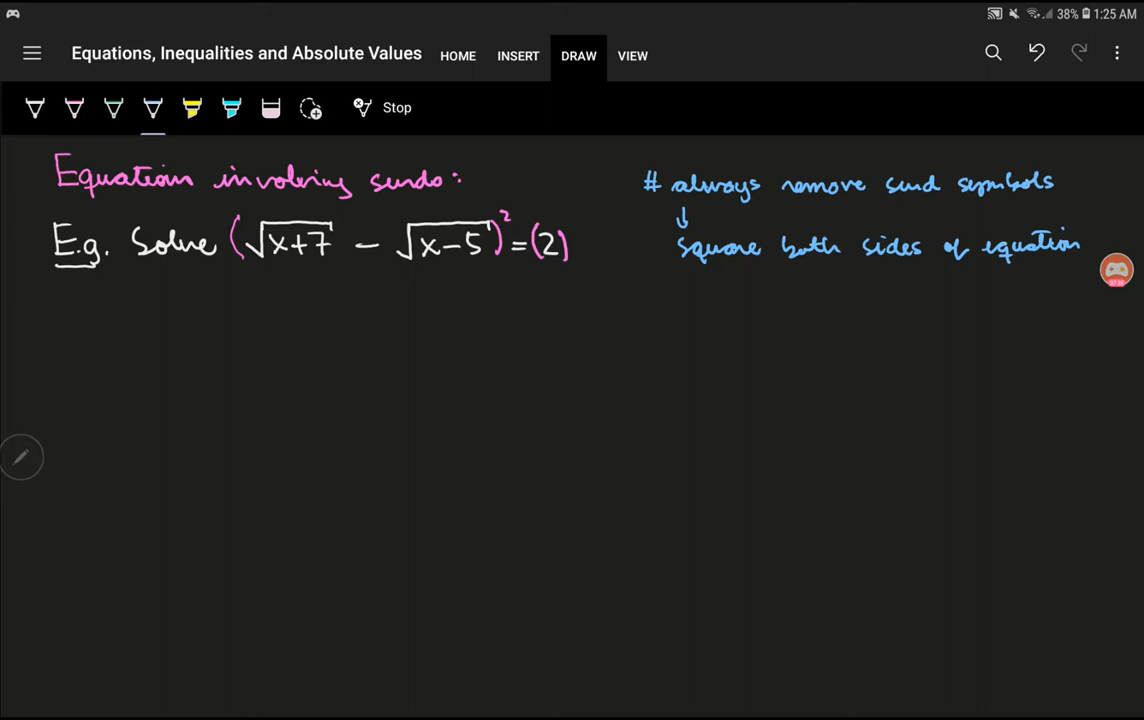 38% 1:25 AM
Equations, Inequalities and Absolute Values HOME INSERT DRAW VIEW
Stop
Equations involving surds:
# always remove surd symbols
↓
E.g. Solve (√(x+7) − √(x−5))² = (2)
square both sides of equation